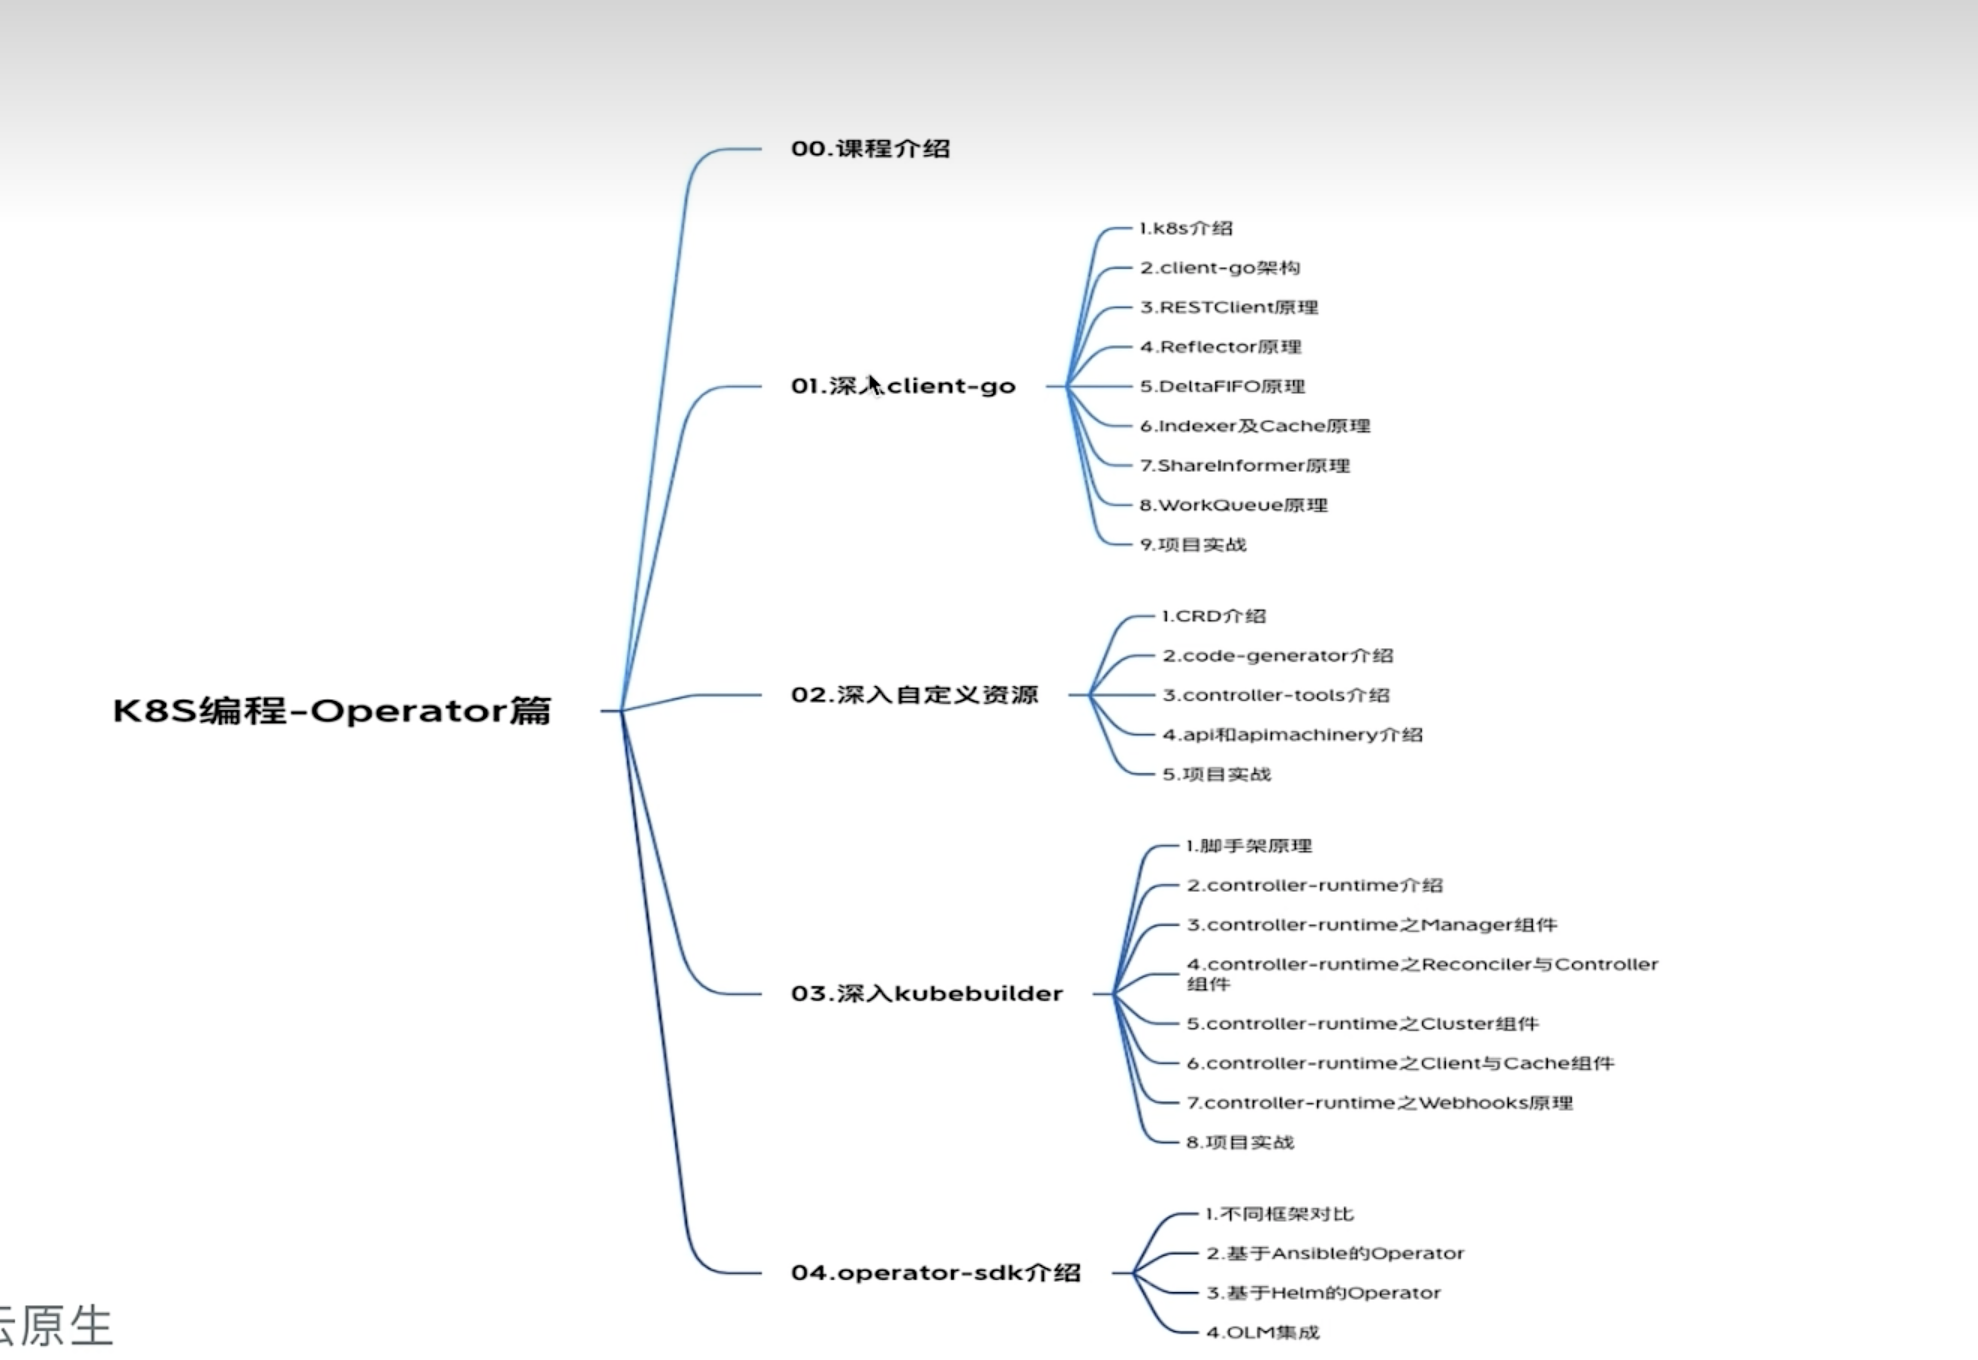 00.课程介绍
1.k8s介绍
2.client-go架构
3.RESTClient原理
4.Reflector原理
01.深入client-go
5.DeltaFIFO原理
6.Indexer及Cache原理
7.ShareInformer原理
8.WorkQueue原理
9.项目实战
1.CRD介绍
2.code-generator介绍
K8S编程-Operator篇
02.深入自定义资源
3.controller-tools介绍
4.api和apimachinery介绍
5.项目实战
1.脚手架原理
2.controller-runtime介绍
3.controller-runtime之Manager组件
4.controller-runtime之Reconciler与Controller
组件
03.深入kubebuilder
5.controller-runtime之Cluster组件
6.controller-runtime之Client与Cache组件
7.controller-runtime之Webhooks原理
8.项目实战
1.不同框架对比
2.基于Ansible的Operator
04.operator-sdk介绍
3.基于Helm的Operator
4.OLM集成
云原生